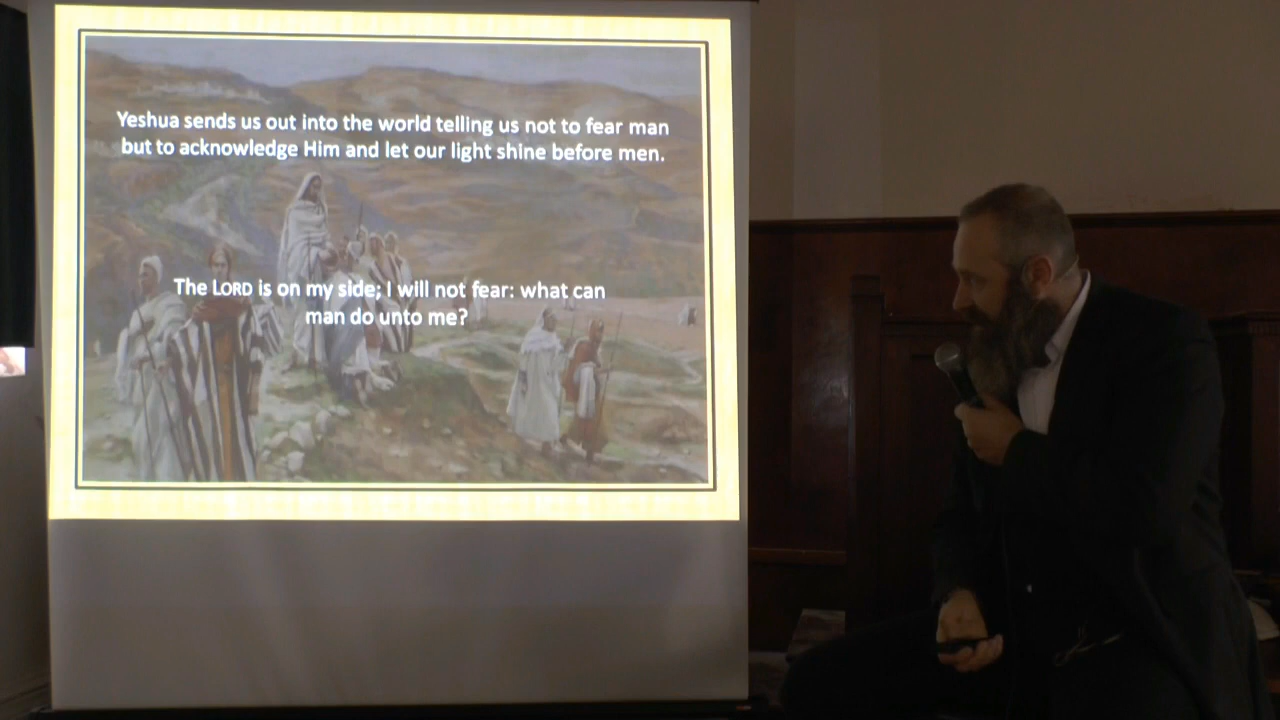 Yeshua sends us out into the world telling us not to fear man
but to acknowledge Him and let our light shine before men.
The LORD is on my side; I will not fear: what can
man do unto me?